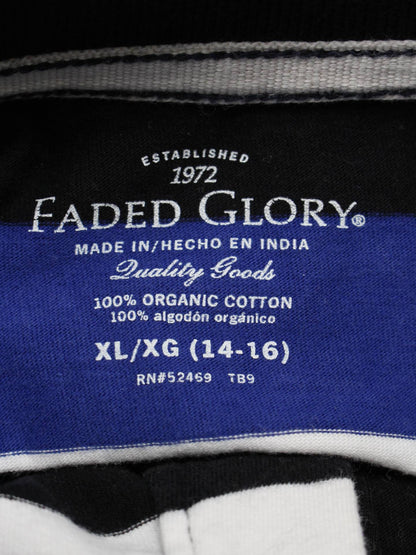 ESTABLISHED
1972
FADED GLORY®
MADE IN/HECHO EN INDIA
Quality Goods
100% ORGANIC COTTON
100% algodón orgánico
XL/XG (14-16)
RN#52469 TB9